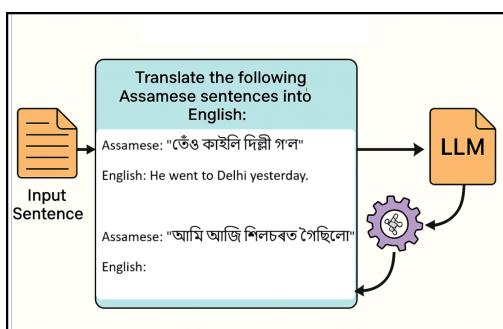 Translate the following
Assamese sentences into
English:
Assamese: "তেঁও কাইলি দিল্লী গ'ল"
English: He went to Delhi yesterday.
Assamese: "আমি আজি শিলচৰত গৈছিলো"
English:
Input
Sentence
LLM